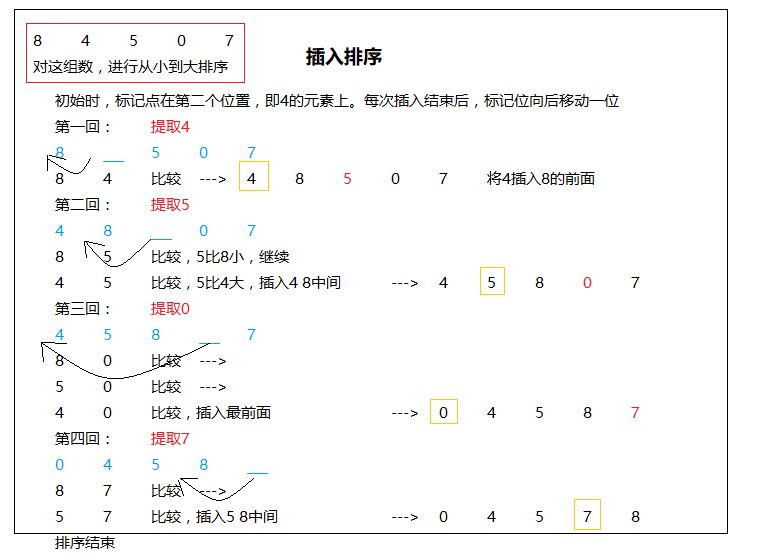 8 4 5 0 7
对这组数，进行从小到大排序
插入排序
初始时，标记点在第二个位置，即4的元素上。每次插入结束后，标记位向后移动一位
第一回： 提取4
8 __ 5 0 7
8 4 比较 ---> 4 8 5 0 7 将4插入8的前面
第二回： 提取5
4 8 __ 0 7
8 5 比较，5比8小，继续
4 5 比较，5比4大，插入4 8中间 ---> 4 5 8 0 7
第三回： 提取0
4 5 8 __ 7
8 0 比较 --->
5 0 比较 --->
4 0 比较，插入最前面 ---> 0 4 5 8 7
第四回： 提取7
0 4 5 8 __
8 7 比较 --->
5 7 比较，插入5 8中间 ---> 0 4 5 7 8
排序结束